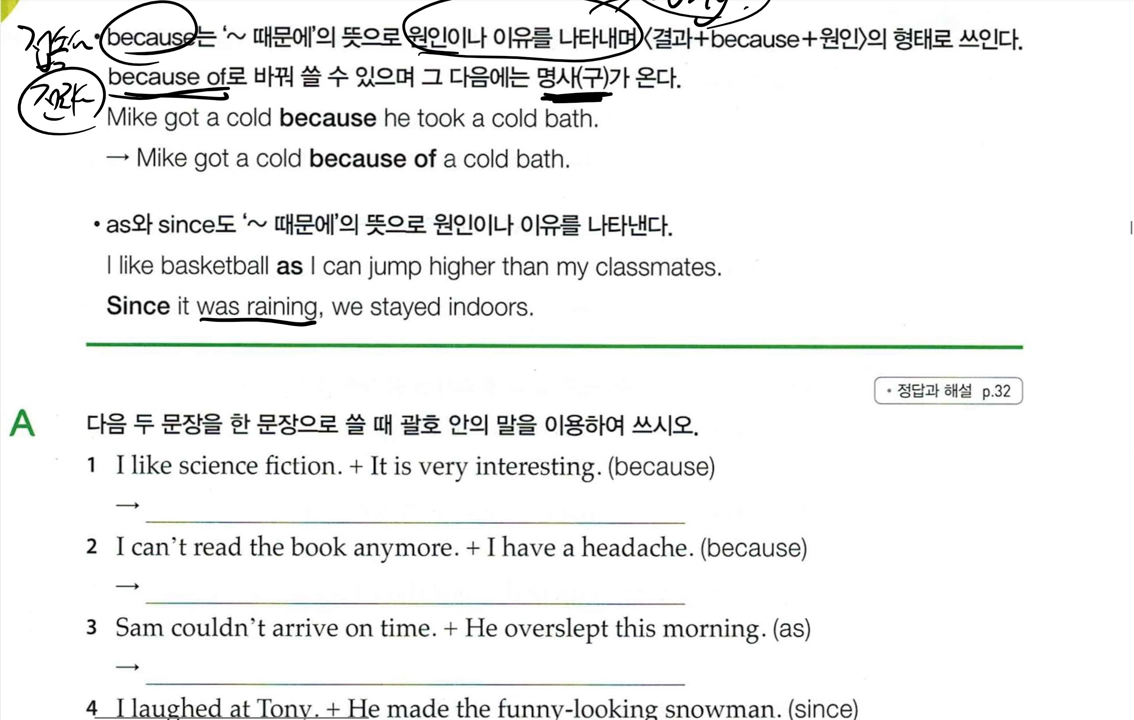 접속사 • because는 '~ 때문에'의 뜻으로 원인이나 이유를 나타내며 〈결과+because+원인〉의 형태로 쓰인다.
because of로 바꿔 쓸 수 있으며 그 다음에는 명사(구)가 온다.
Mike got a cold because he took a cold bath.
→ Mike got a cold because of a cold bath.
• as와 since도 '~ 때문에'의 뜻으로 원인이나 이유를 나타낸다.
I like basketball as I can jump higher than my classmates.
Since it was raining, we stayed indoors.
• 정답과 해설 p.32
A 다음 두 문장을 한 문장으로 쓸 때 괄호 안의 말을 이용하여 쓰시오.
1 I like science fiction. + It is very interesting. (because)
→
2 I can't read the book anymore. + I have a headache. (because)
→
3 Sam couldn't arrive on time. + He overslept this morning. (as)
→
4 I laughed at Tony. + He made the funny-looking snowman. (since)